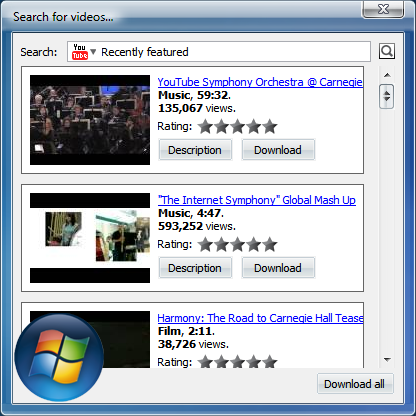 Search for videos...
Search: You Tube Recently featured
YouTube Symphony Orchestra @ Carnegie
Music, 59:32.
135,067 views.
Rating:
Description Download
"The Internet Symphony" Global Mash Up
Music, 4:47.
593,252 views.
Rating:
Description Download
Harmony: The Road to Carnegie Hall Tease
Film, 2:11.
38,726 views.
Rating:
Download all